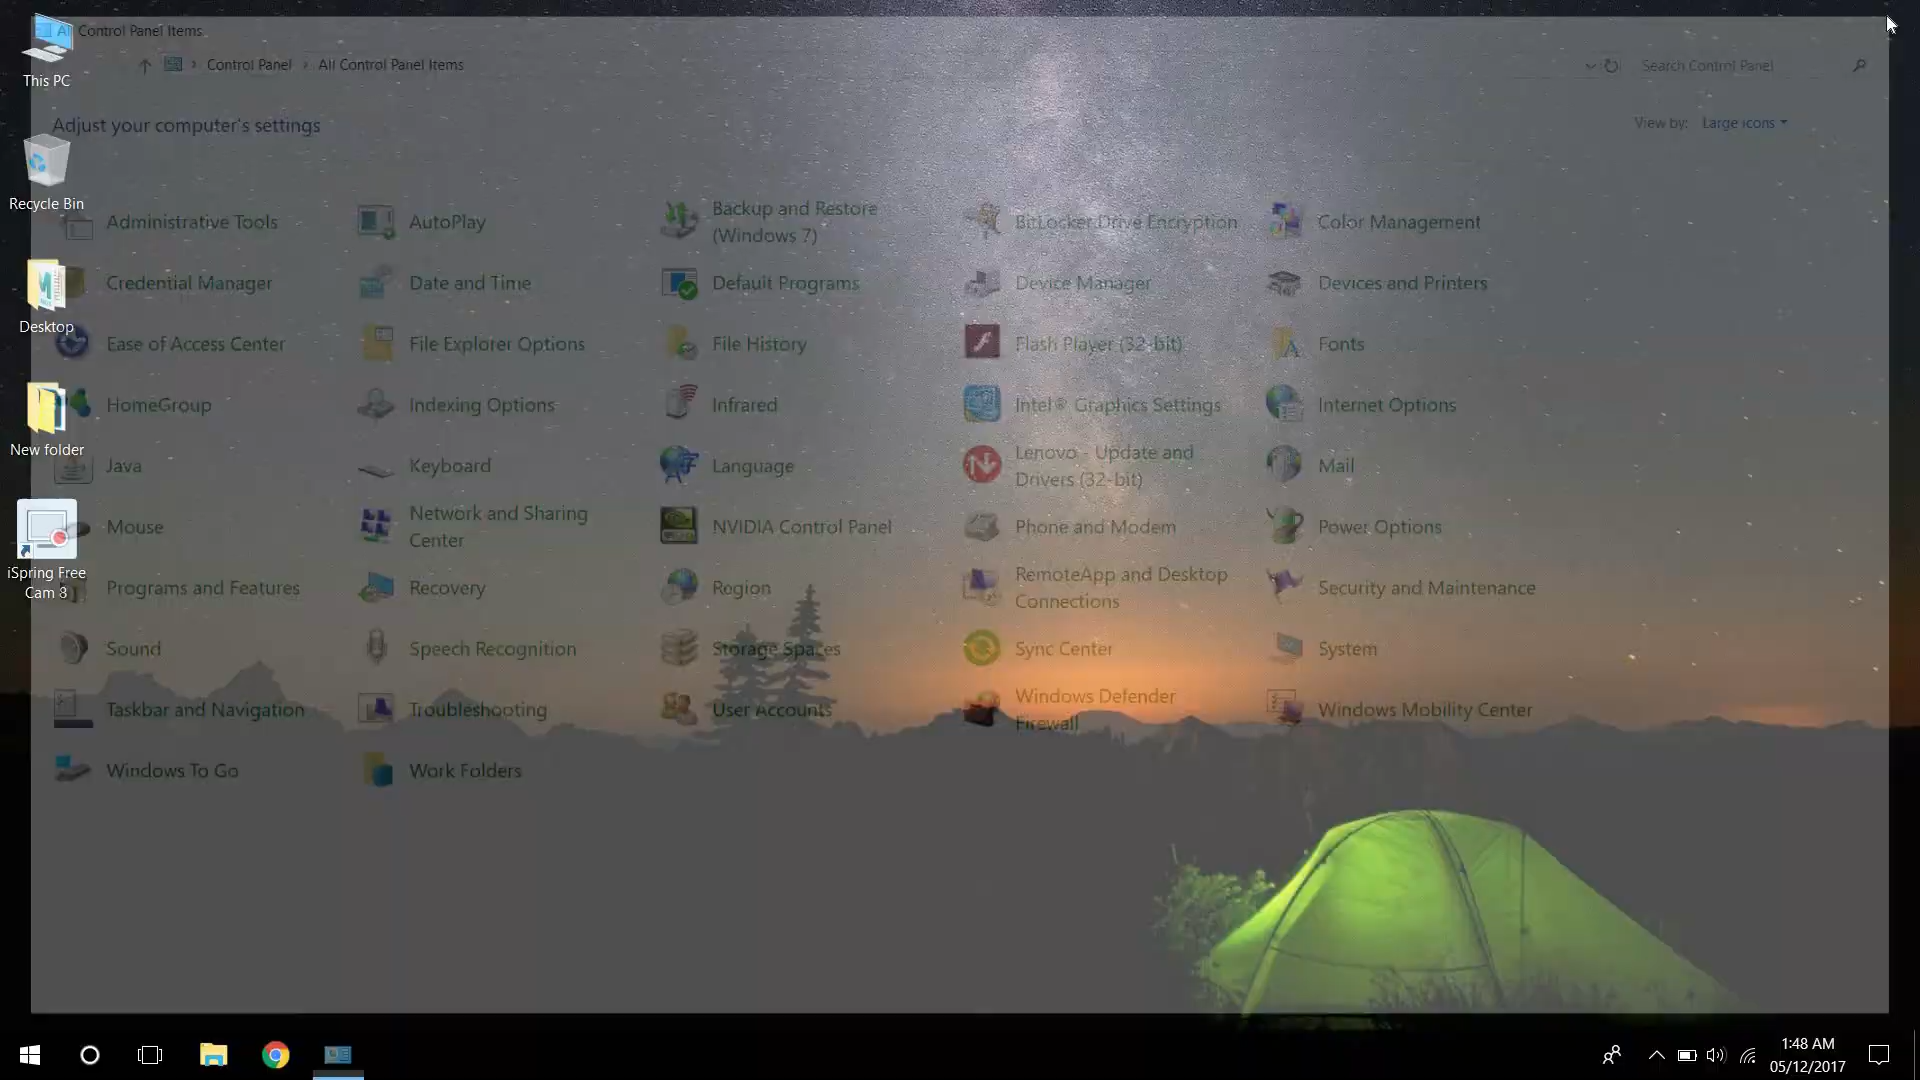 All Control Panel Items
Control Panel
All Control Panel Items
Search Control Panel
Adjust your computer's settings
View by:
Large icons
This PC
Recycle Bin
Desktop
New folder
iSpring Free
Cam 8
Administrative Tools
AutoPlay
Backup and Restore
(Windows 7)
BitLocker Drive Encryption
Color Management
Credential Manager
Date and Time
Default Programs
Device Manager
Devices and Printers
Ease of Access Center
File Explorer Options
File History
Flash Player (32-bit)
Fonts
HomeGroup
Indexing Options
Infrared
Intel® Graphics Settings
Internet Options
Java
Keyboard
Language
Lenovo - Update and
Drivers (32-bit)
Mail
Mouse
Network and Sharing
Center
NVIDIA Control Panel
Phone and Modem
Power Options
Programs and Features
Recovery
Region
RemoteApp and Desktop
Connections
Security and Maintenance
Sound
Speech Recognition
Storage Spaces
Sync Center
System
Taskbar and Navigation
Troubleshooting
User Accounts
Windows Defender
Firewall
Windows Mobility Center
Windows To Go
Work Folders
1:48 AM
05/12/2017